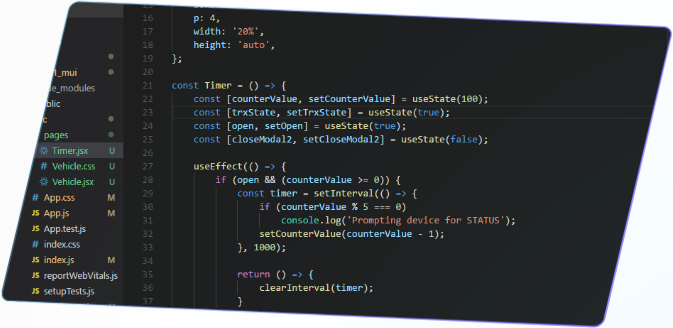 p: 4,
width: '20%',
height: 'auto',
};
const Timer = () => {
const [counterValue, setCounterValue] = useState(100);
const [trxState, setTrxState] = useState(true);
const [open, setOpen] = useState(true);
const [closeModal2, setCloseModal2] = useState(false);
useEffect(() => {
if (open && (counterValue >= 0)) {
const timer = setInterval(() => {
if (counterValue % 5 === 0)
console.log('Prompting device for STATUS');
setCounterValue(counterValue - 1);
}, 1000);
return () => {
clearInterval(timer);
}
16
17
18
19
20
21
22
23
24
25
26
27
28
29
30
31
32
33
34
35
36
37
_mui
e_modules
blic
c
pages
Timer.jsx U
# Vehicle.css U
Vehicle.jsx U
# App.css M
JS App.js M
JS App.test.js
# index.css
JS index.js M
JS reportWebVitals.js
JS setupTests.js